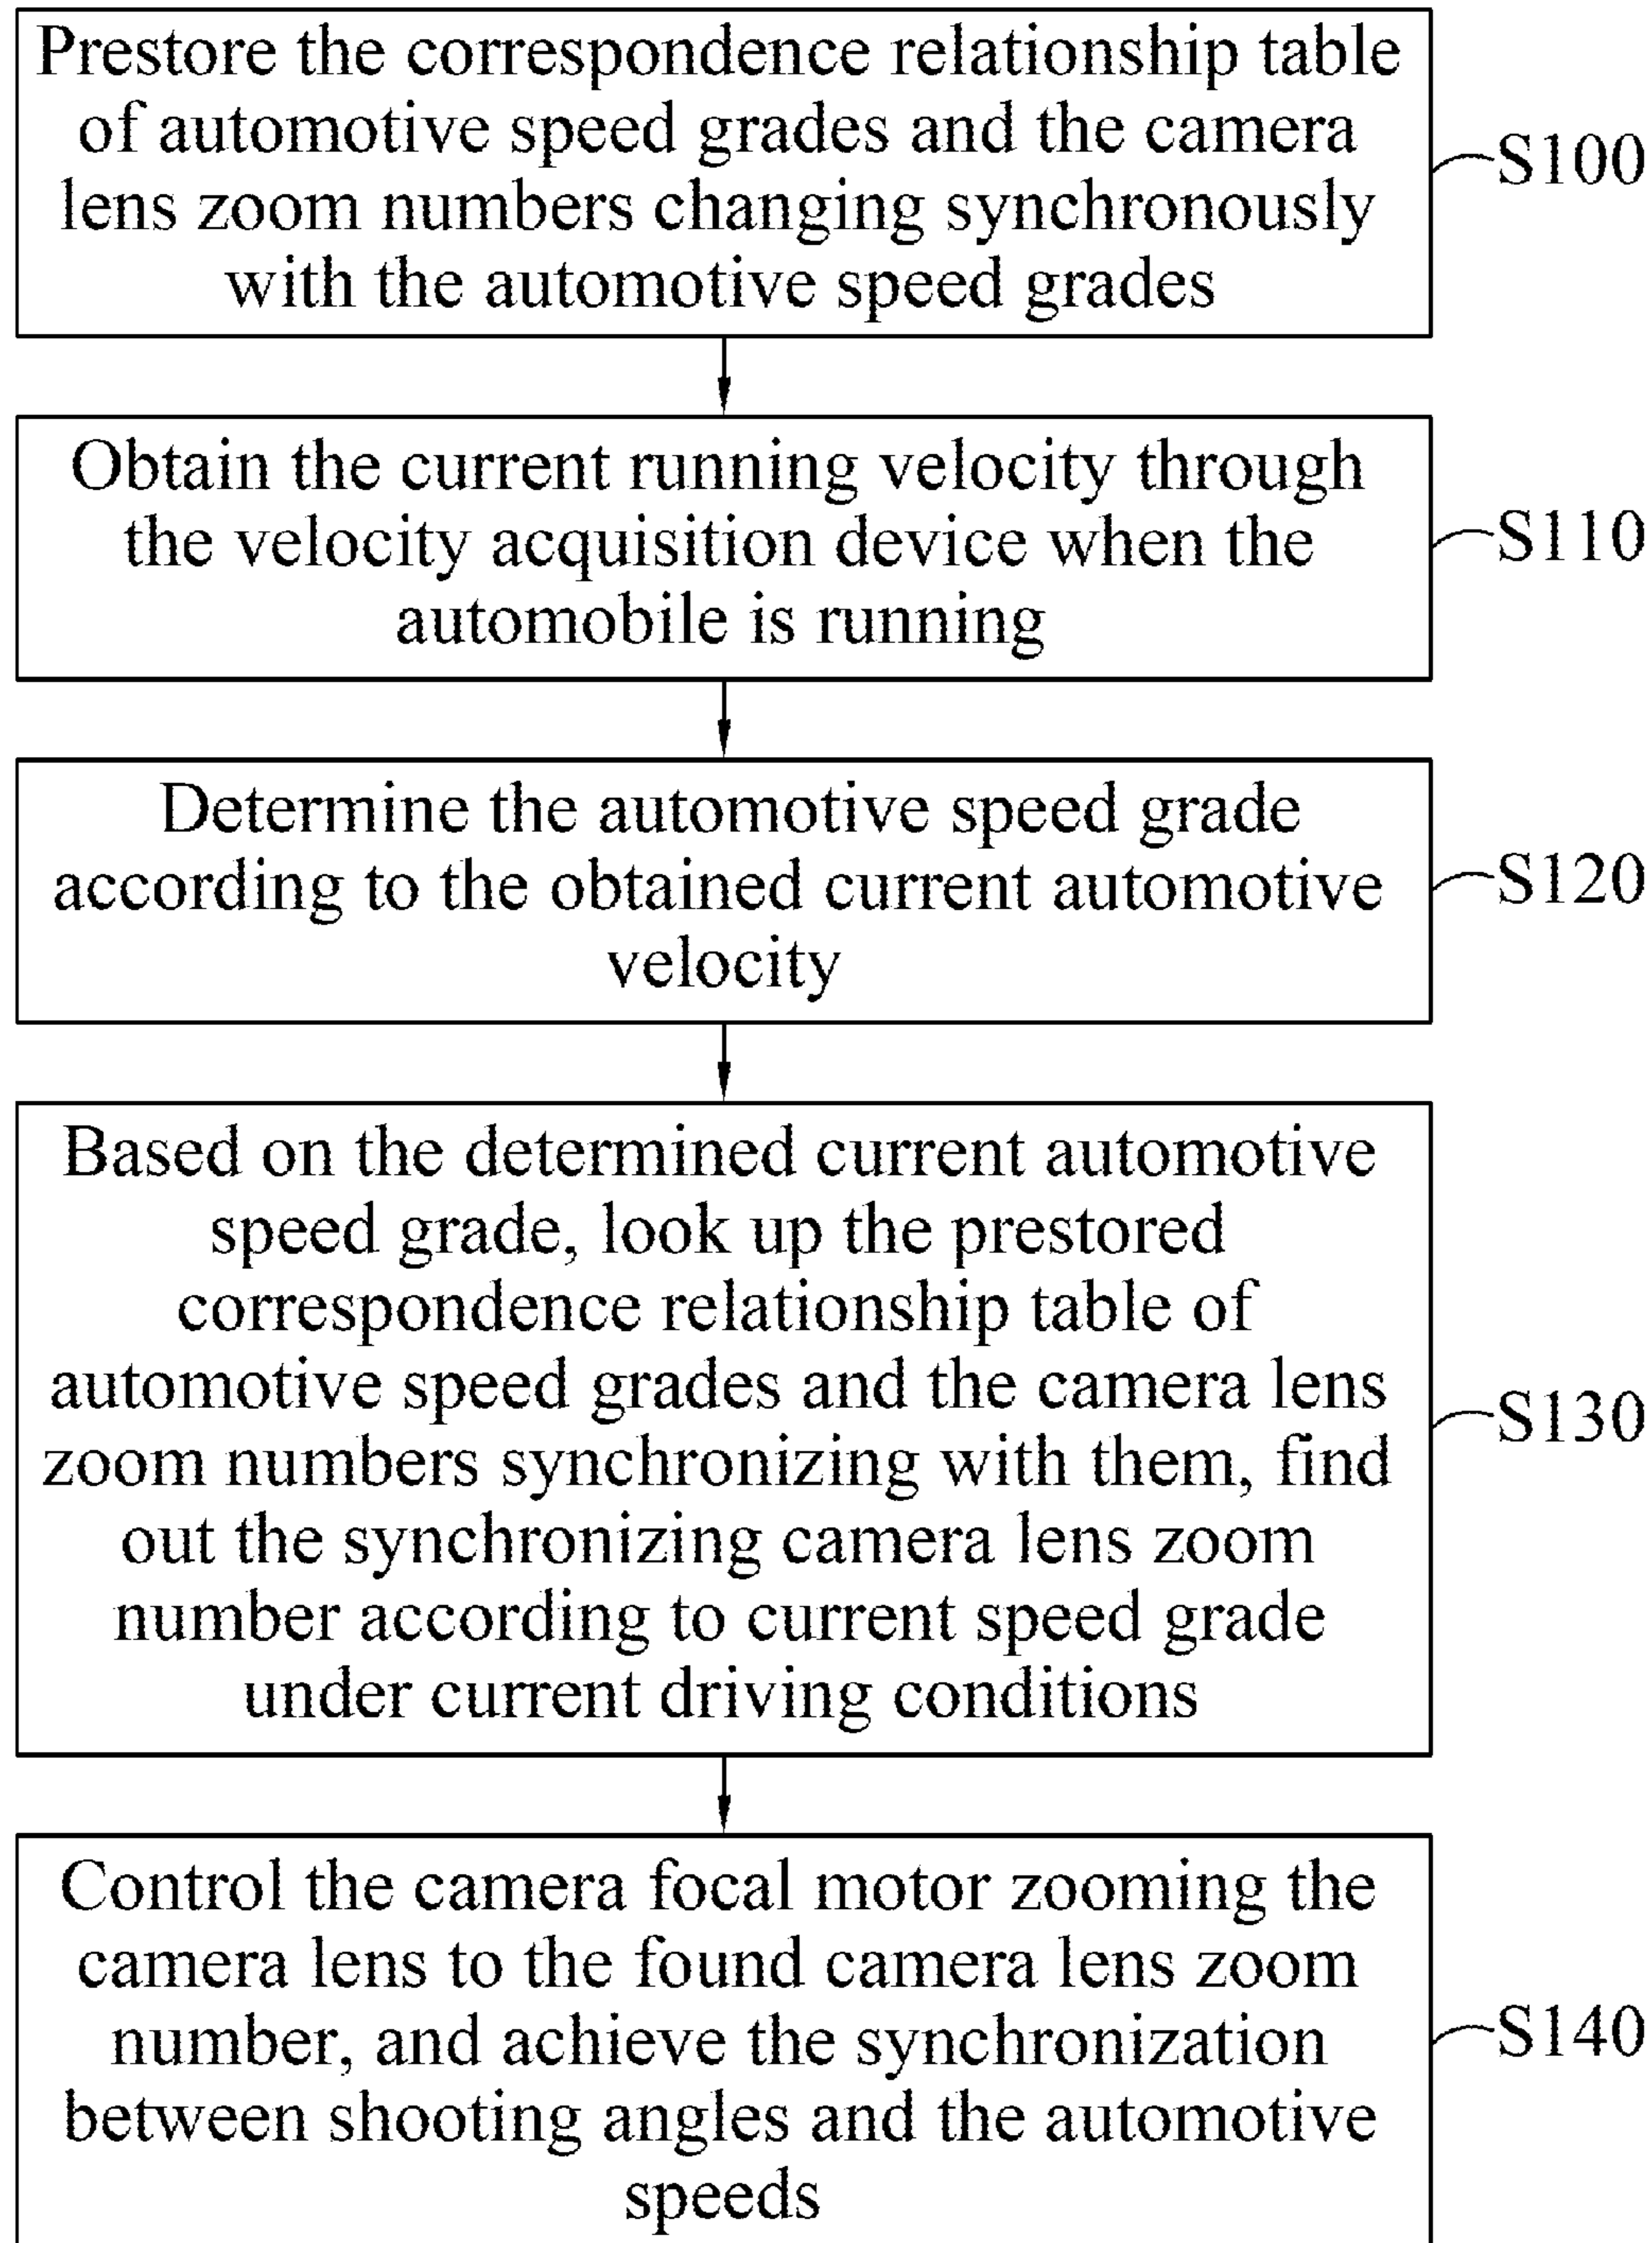 Prestore the correspondence relationship table
of automotive speed grades and the camera
lens zoom numbers changing synchronously
with the automotive speed grades
S100
Obtain the current running velocity through
the velocity acquisition device when the
automobile is running
S110
Determine the automotive speed grade
according to the obtained current automotive
velocity
S120
Based on the determined current automotive
speed grade, look up the prestored
correspondence relationship table of
automotive speed grades and the camera lens
zoom numbers synchronizing with them, find
out the synchronizing camera lens zoom
number according to current speed grade
under current driving conditions
S130
Control the camera focal motor zooming the
camera lens to the found camera lens zoom
number, and achieve the synchronization
between shooting angles and the automotive
speeds
S140